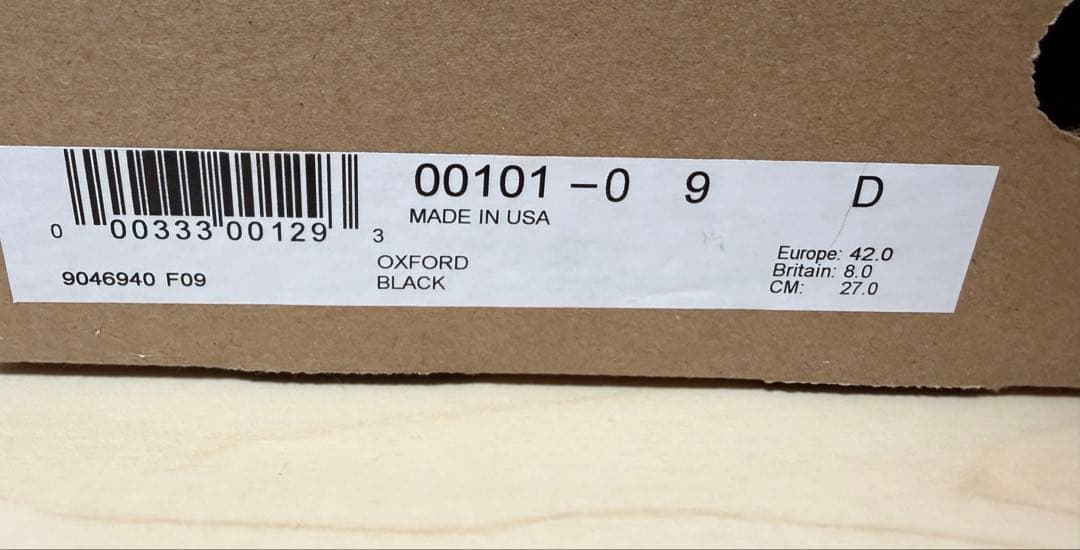 00101 -0 9 D
MADE IN USA
0 00333 00129 3
OXFORD
BLACK
9046940 F09
Europe: 42.0
Britain: 8.0
CM: 27.0